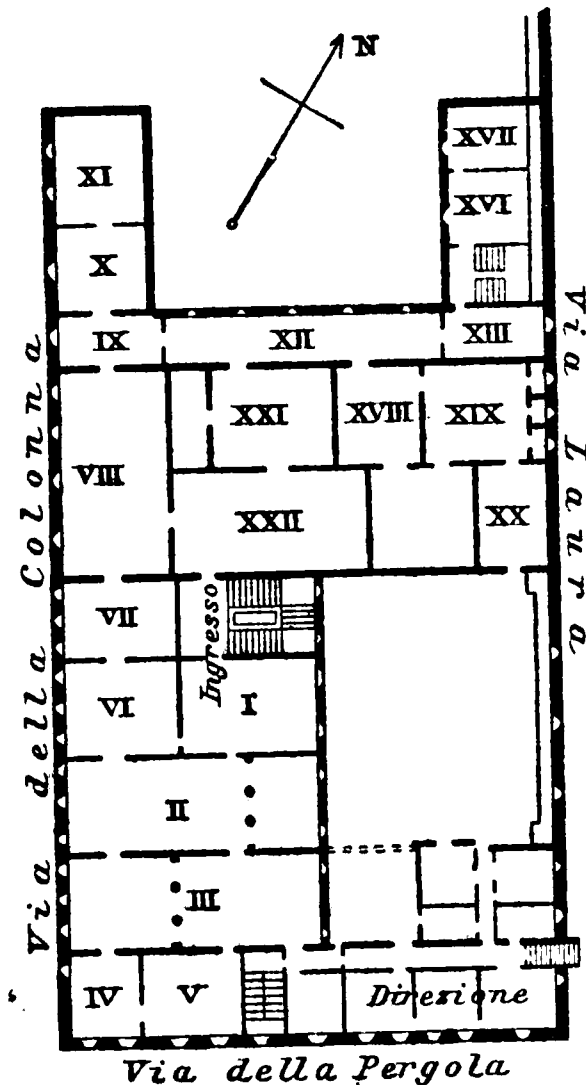 N
XVII
XI
XVI
X
IX
XII
XIII
XXI
XVIII
XIX
VIII
XXII
XX
VII
Ingresso
VI
I
II
III
IV
V
Direzione
Via della Colonna
Via Laura
Via della Pergola